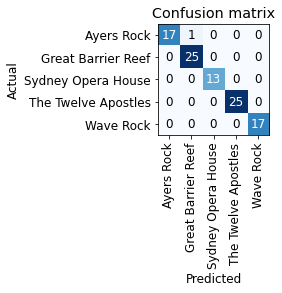 Confusion matrix
Actual
Ayers Rock 17 1 0 0 0
Great Barrier Reef 0 25 0 0 0
Sydney Opera House 0 0 13 0 0
The Twelve Apostles 0 0 0 25 0
Wave Rock 0 0 0 0 17
Ayers Rock
Great Barrier Reef
Sydney Opera House
The Twelve Apostles
Wave Rock
Predicted